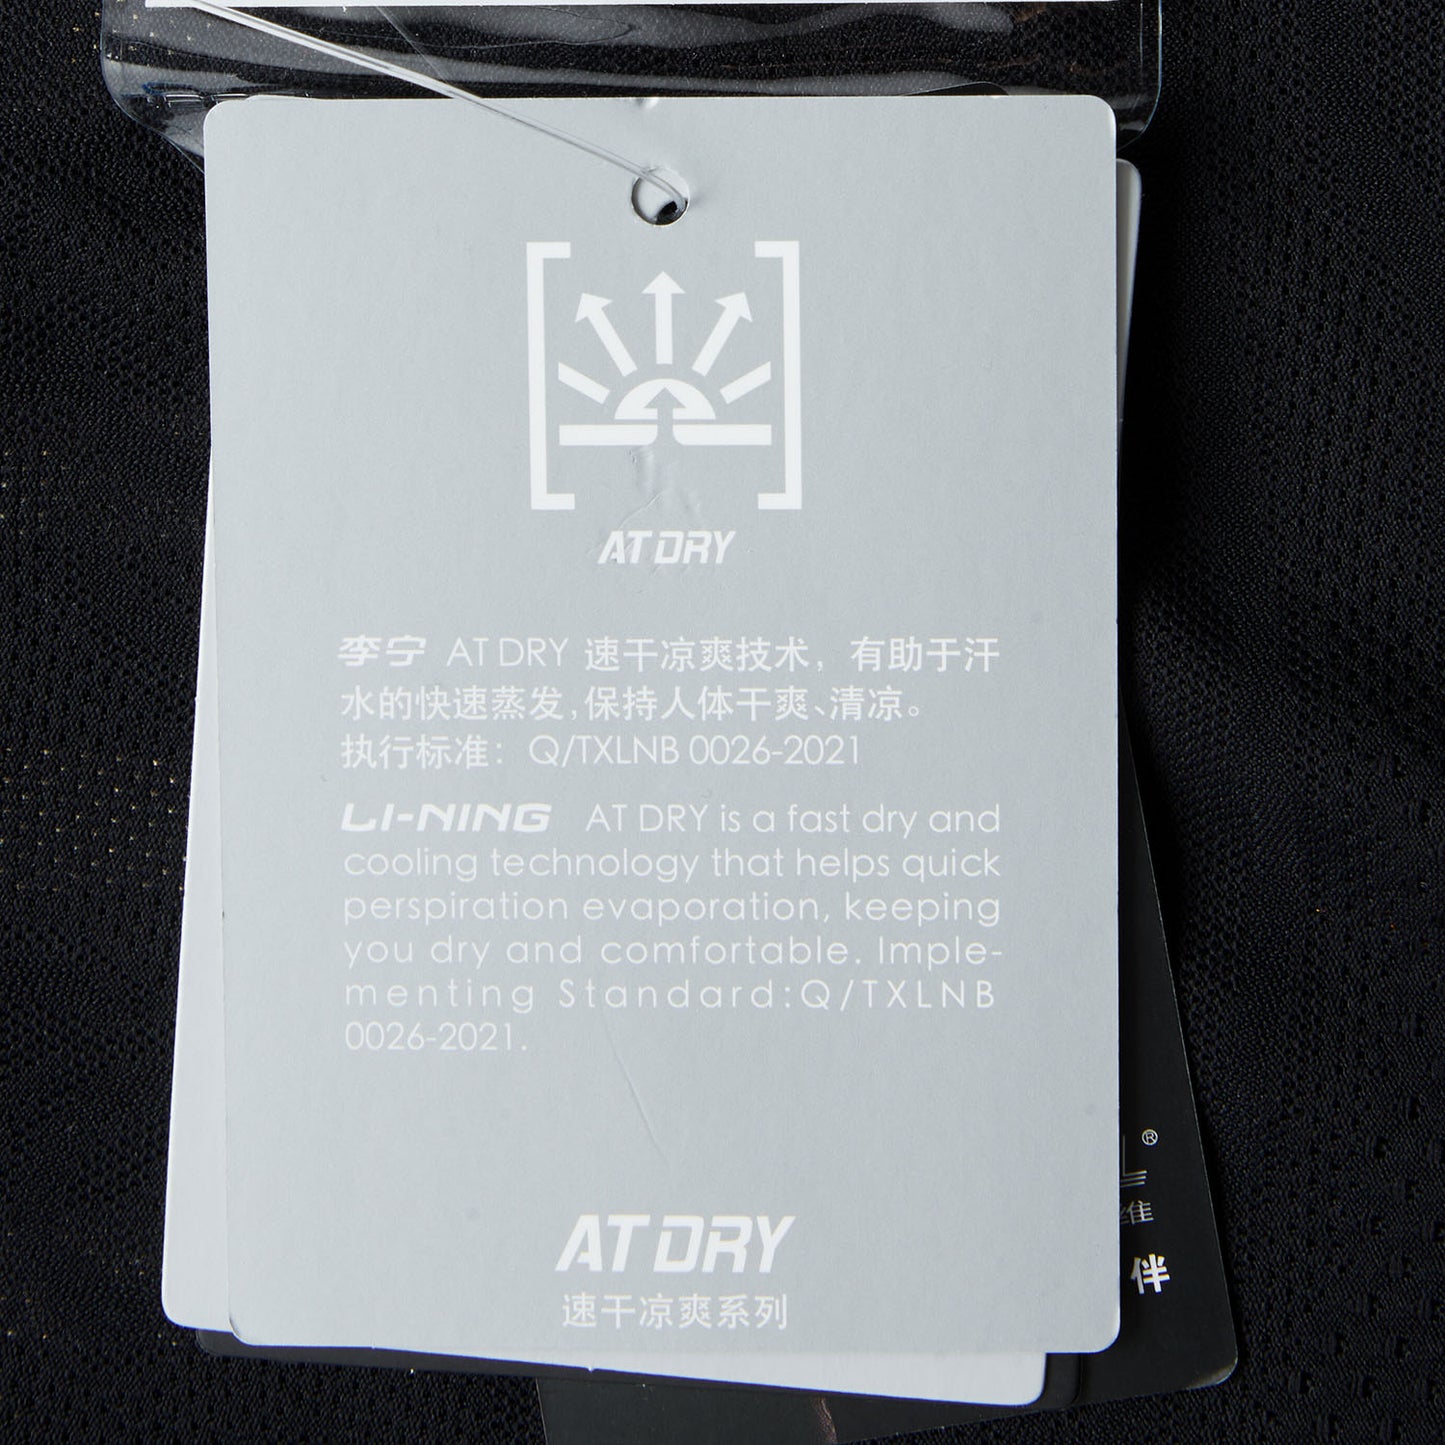 AT DRY
李宁 AT DRY 速干凉爽技术，有助于汗
水的快速蒸发,保持人体干爽、清凉。
执行标准： Q/TXLNB 0026-2021
LI-NING AT DRY is a fast dry and
cooling technology that helps quick
perspiration evaporation, keeping
you dry and comfortable. Imple-
menting Standard:Q/TXLNB
0026-2021.
L®
维
伴
AT DRY
速干凉爽系列